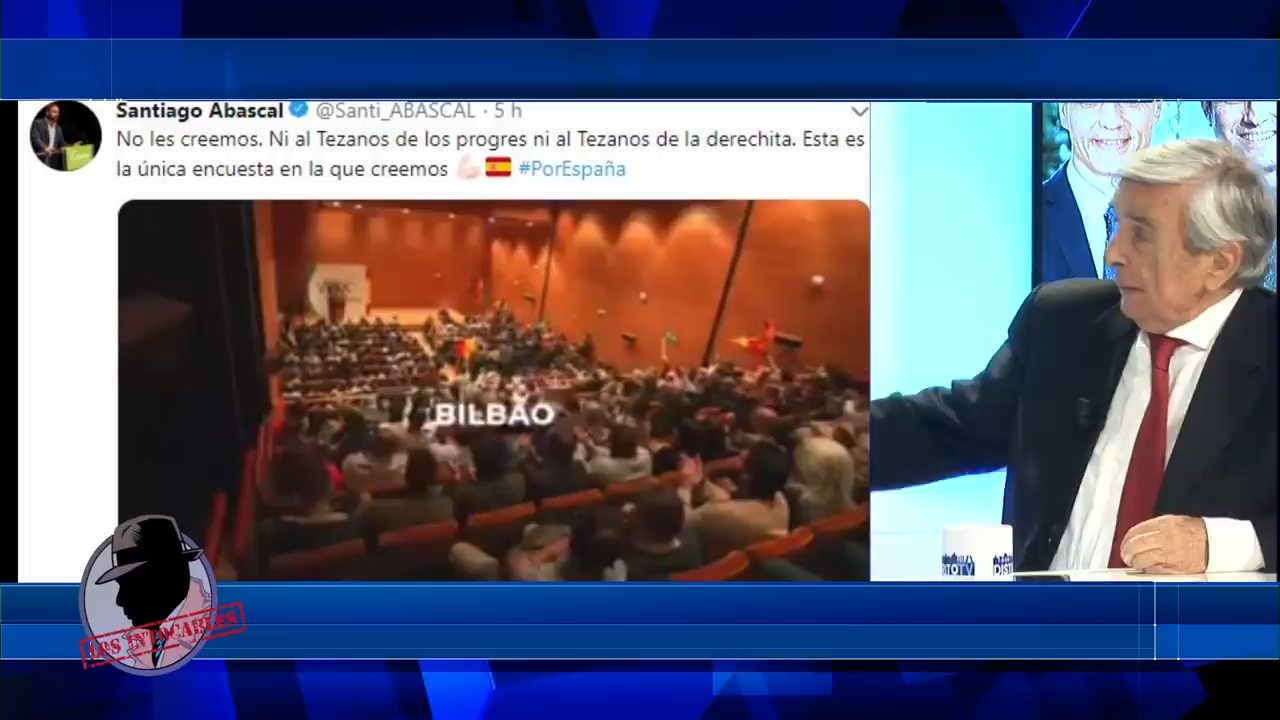 Santiago Abascal @Santi_ABASCAL · 5 h
No les creemos. Ni al Tezanos de los progres ni al Tezanos de la derechita. Esta es
la única encuesta en la que creemos 💪🏻🇪🇸 #PorEspaña
BILBAO
LOS INTOCABLES